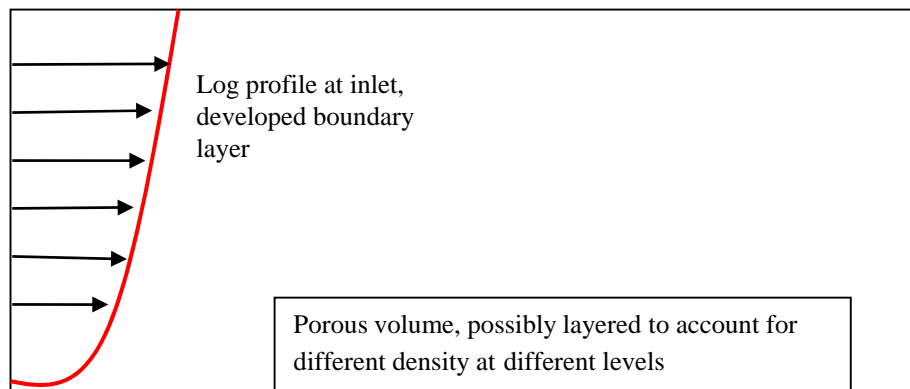 Log profile at inlet,
developed boundary
layer
Porous volume, possibly layered to account for
different density at different levels